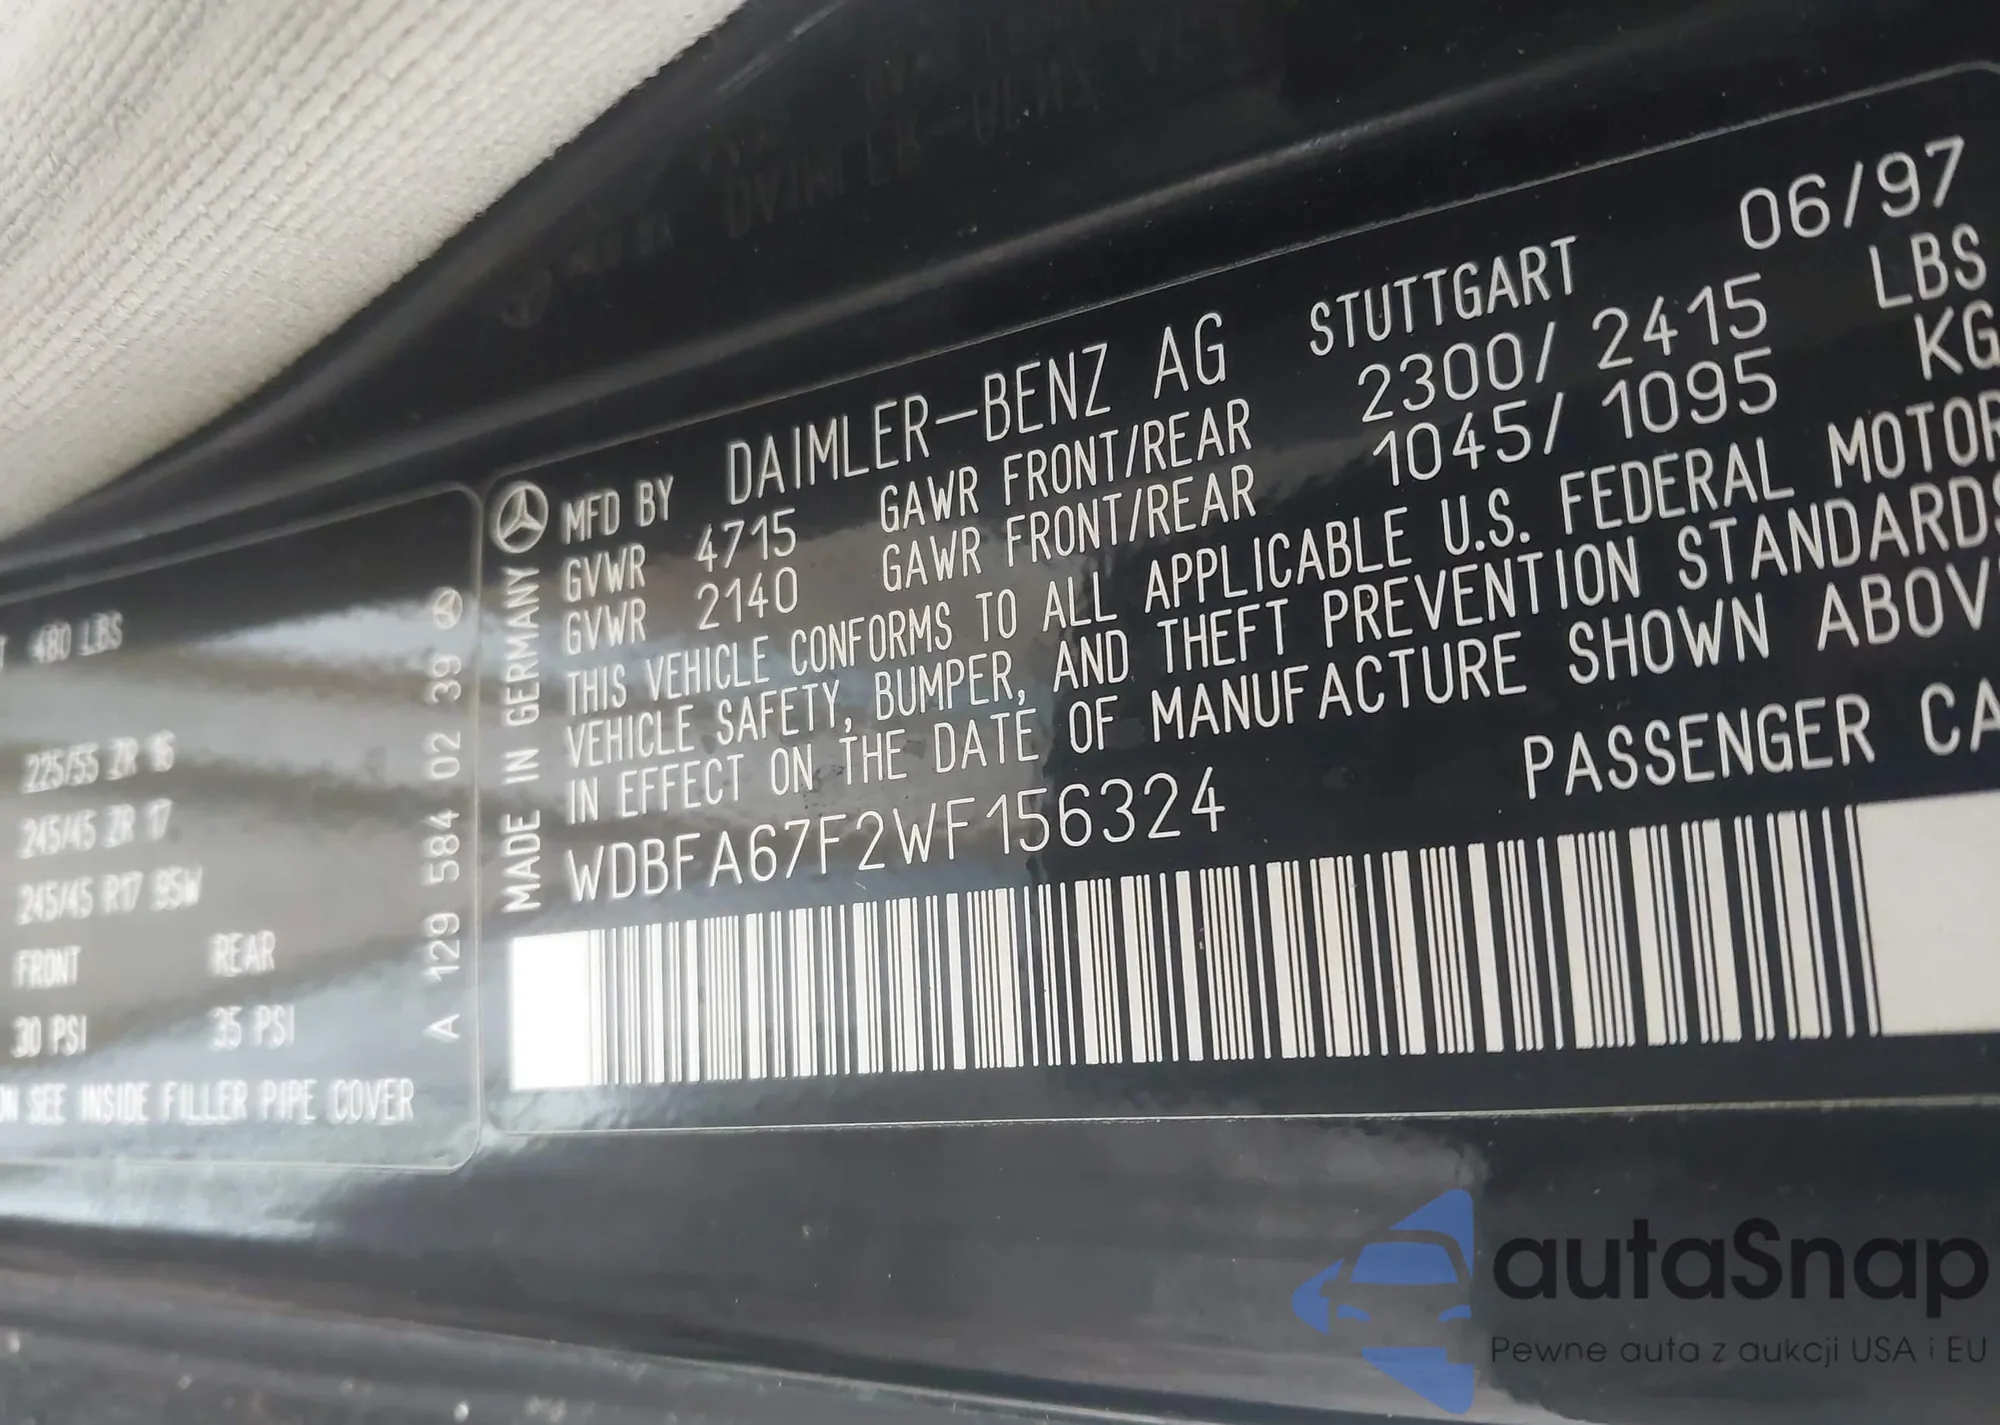 T 480 LBS
225/55 ZR 16
245/45 ZR 17
245/45 R17 95W
FRONT REAR
30 PSI 35 PSI
ON SEE INSIDE FILLER PIPE COVER
A 129 584 02 39
MADE IN GERMANY
MFD BY DAIMLER-BENZ AG STUTTGART 06/97
GVWR 4715 GAWR FRONT/REAR 2300/ 2415 LBS
GVWR 2140 GAWR FRONT/REAR 1045/ 1095 KG
THIS VEHICLE CONFORMS TO ALL APPLICABLE U.S. FEDERAL MOTOR
VEHICLE SAFETY, BUMPER, AND THEFT PREVENTION STANDARDS
IN EFFECT ON THE DATE OF MANUFACTURE SHOWN ABOV
WDBFA67F2WF156324 PASSENGER CA
autaSnap
Pewne auta z aukcji USA i EU